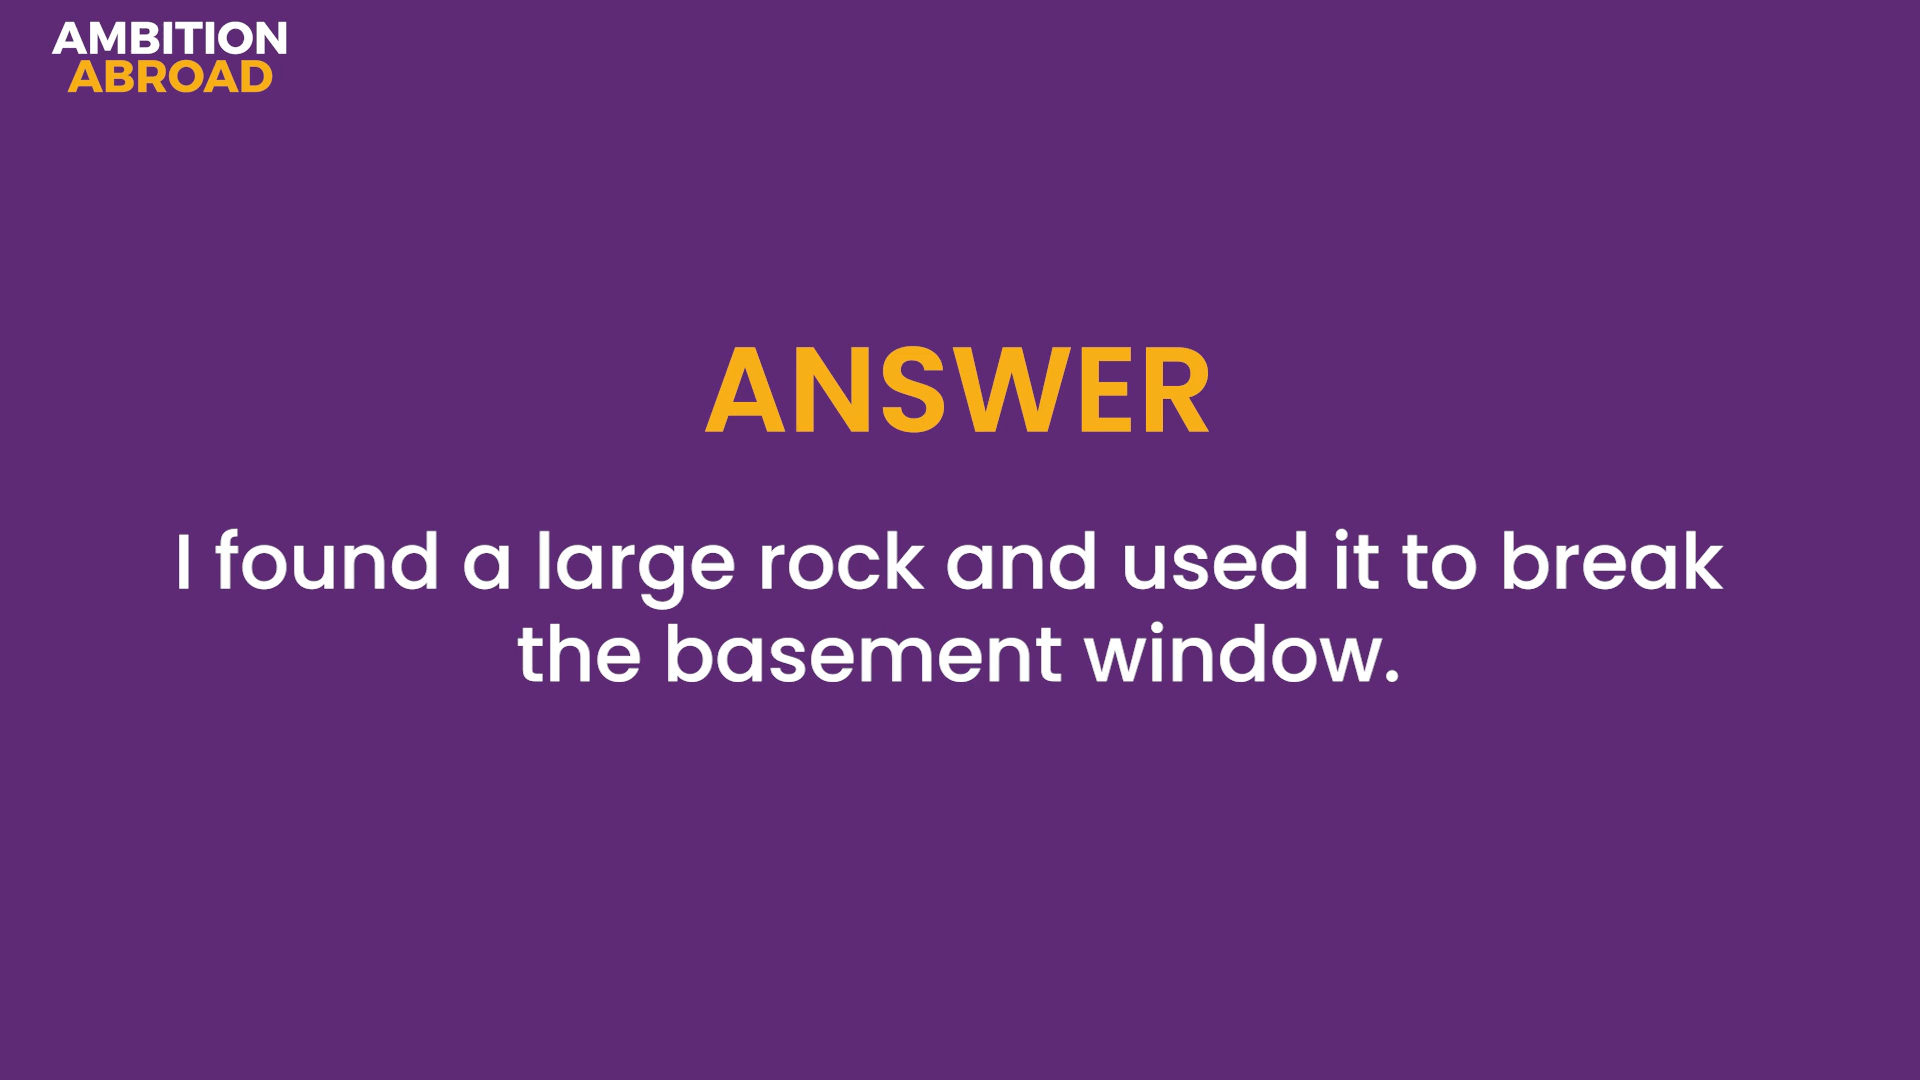 AMBITION
ABROAD
ANSWER
I found a large rock and used it to break
the basement window.